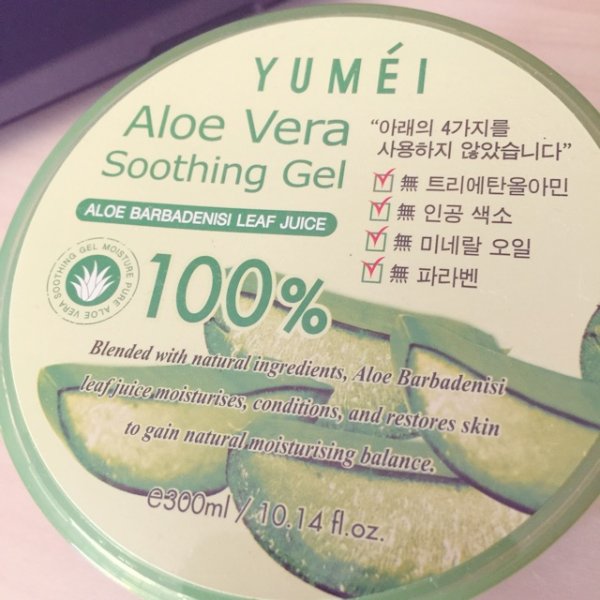 YUMÉI
Aloe Vera
Soothing Gel
ALOE BARBADENISI LEAF JUICE
SOOTHING GEL MOISTURE PURE ALOE VERA
100%
"아래의 4가지를
사용하지 않았습니다"
無 트리에탄올아민
無 인공 색소
無 미네랄 오일
無 파라벤
Blended with natural ingredients, Aloe Barbadenisi
leaf juice moisturises, conditions, and restores skin
to gain natural moisturising balance.
℮300ml / 10.14 fl.oz.